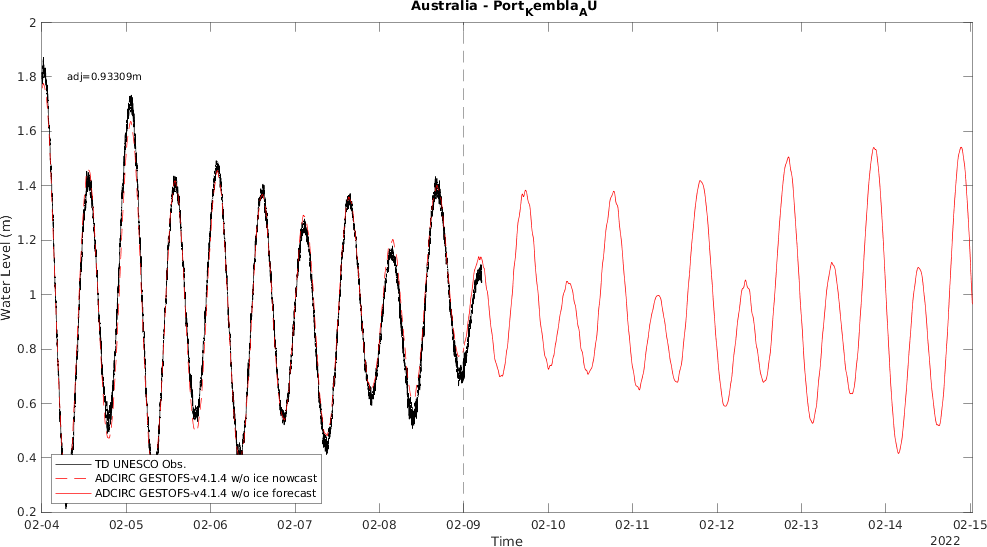 Australia - PortKemblaAU
adj=0.93309m
Water Level (m)
2
1.8
1.6
1.4
1.2
1
0.8
0.6
0.4
0.2
TD UNESCO Obs.
ADCIRC GESTOFS-v4.1.4 w/o ice nowcast
ADCIRC GESTOFS-v4.1.4 w/o ice forecast
02-04 02-05 02-06 02-07 02-08 02-09 02-10 02-11 02-12 02-13 02-14 02-15
Time
2022